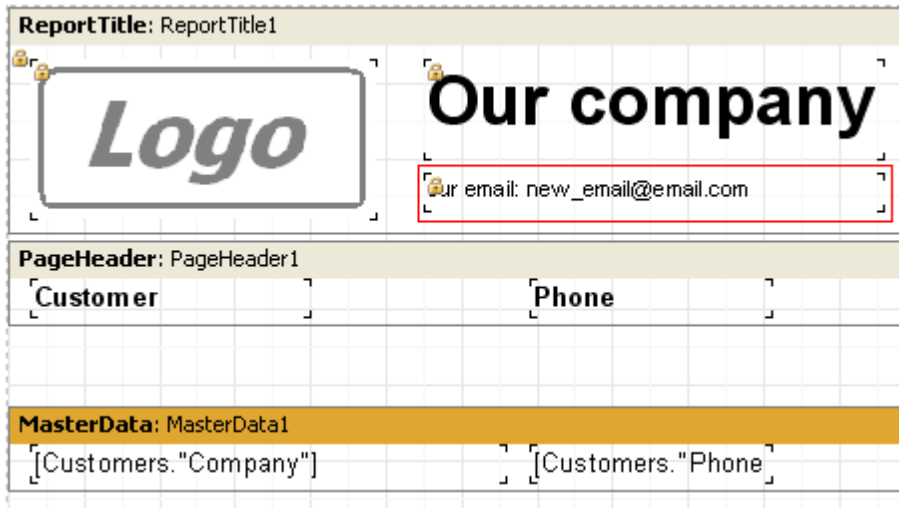 ReportTitle: ReportTitle1
Logo
Our company
ur email: new_email@email.com
PageHeader: PageHeader1
Customer Phone
MasterData: MasterData1
[Customers."Company"] [Customers."Phone